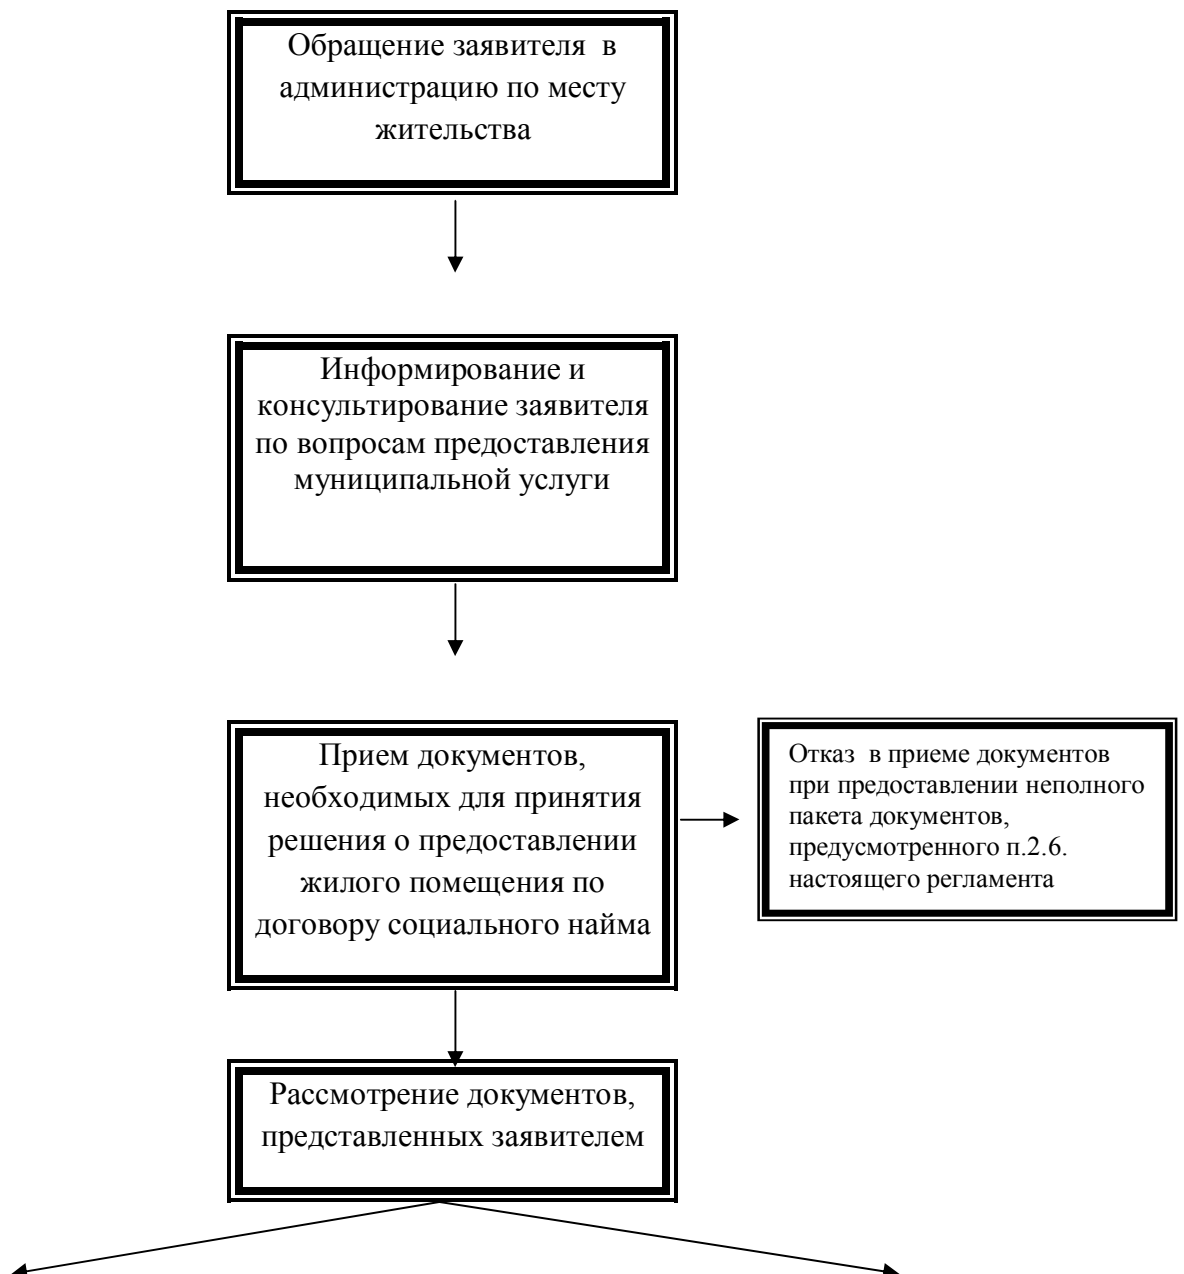 Обращение заявителя  в
администрацию по месту
жительства
Информирование и
консультирование заявителя
по вопросам предоставления
муниципальной услуги
Прием документов,
необходимых для принятия
решения о предоставлении
жилого помещения по
договору социального найма
Отказ  в приеме документов
при предоставлении неполного
пакета документов,
предусмотренного п.2.6.
настоящего регламента
Рассмотрение документов,
представленных заявителем